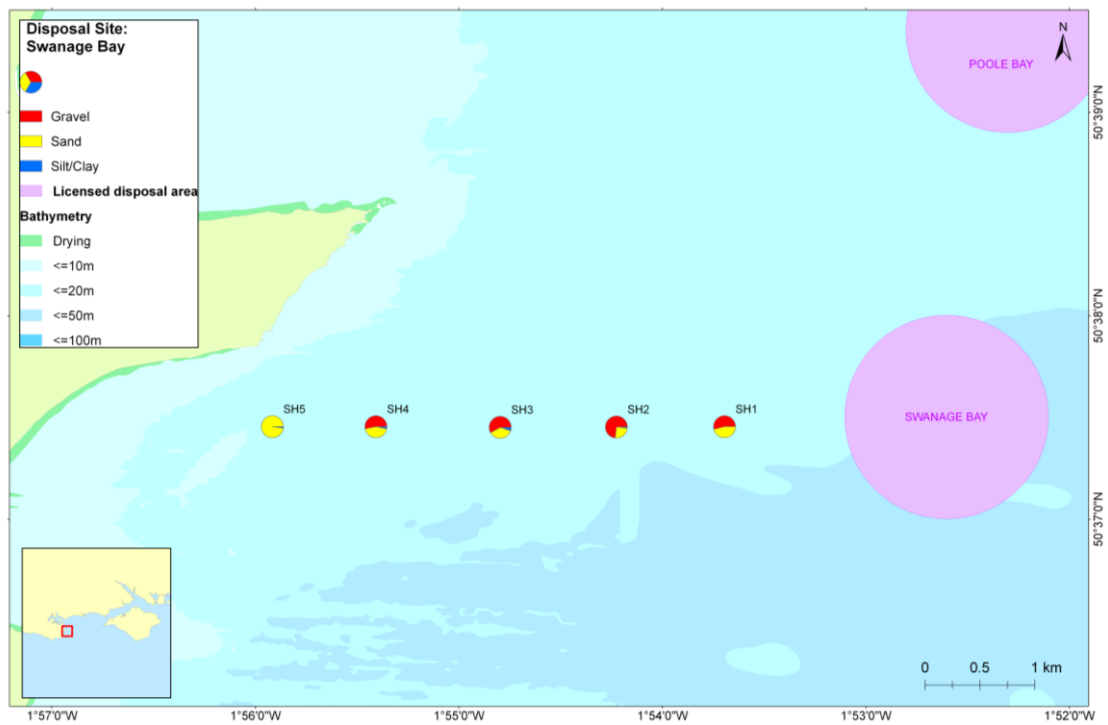 Disposal Site:
Swanage Bay
Gravel
Sand
Silt/Clay
Licensed disposal area
Bathymetry
Drying
<=10m
<=20m
<=50m
<=100m
N
POOLE BAY
SWANAGE BAY
SH5
SH4
SH3
SH2
SH1
50°39'0"N
50°38'0"N
50°37'0"N
0 0.5 1 km
1°57'0"W 1°56'0"W 1°55'0"W 1°54'0"W 1°53'0"W 1°52'0"W